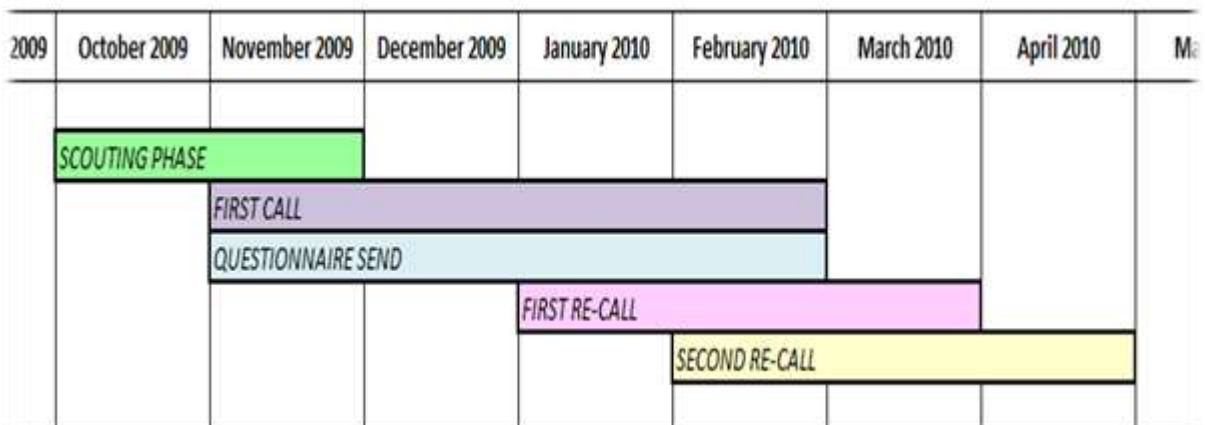 2009 October 2009 November 2009 December 2009 January 2010 February 2010 March 2010 April 2010
SCOUTING PHASE
FIRST CALL
QUESTIONNAIRE SEND
FIRST RE-CALL
SECOND RE-CALL